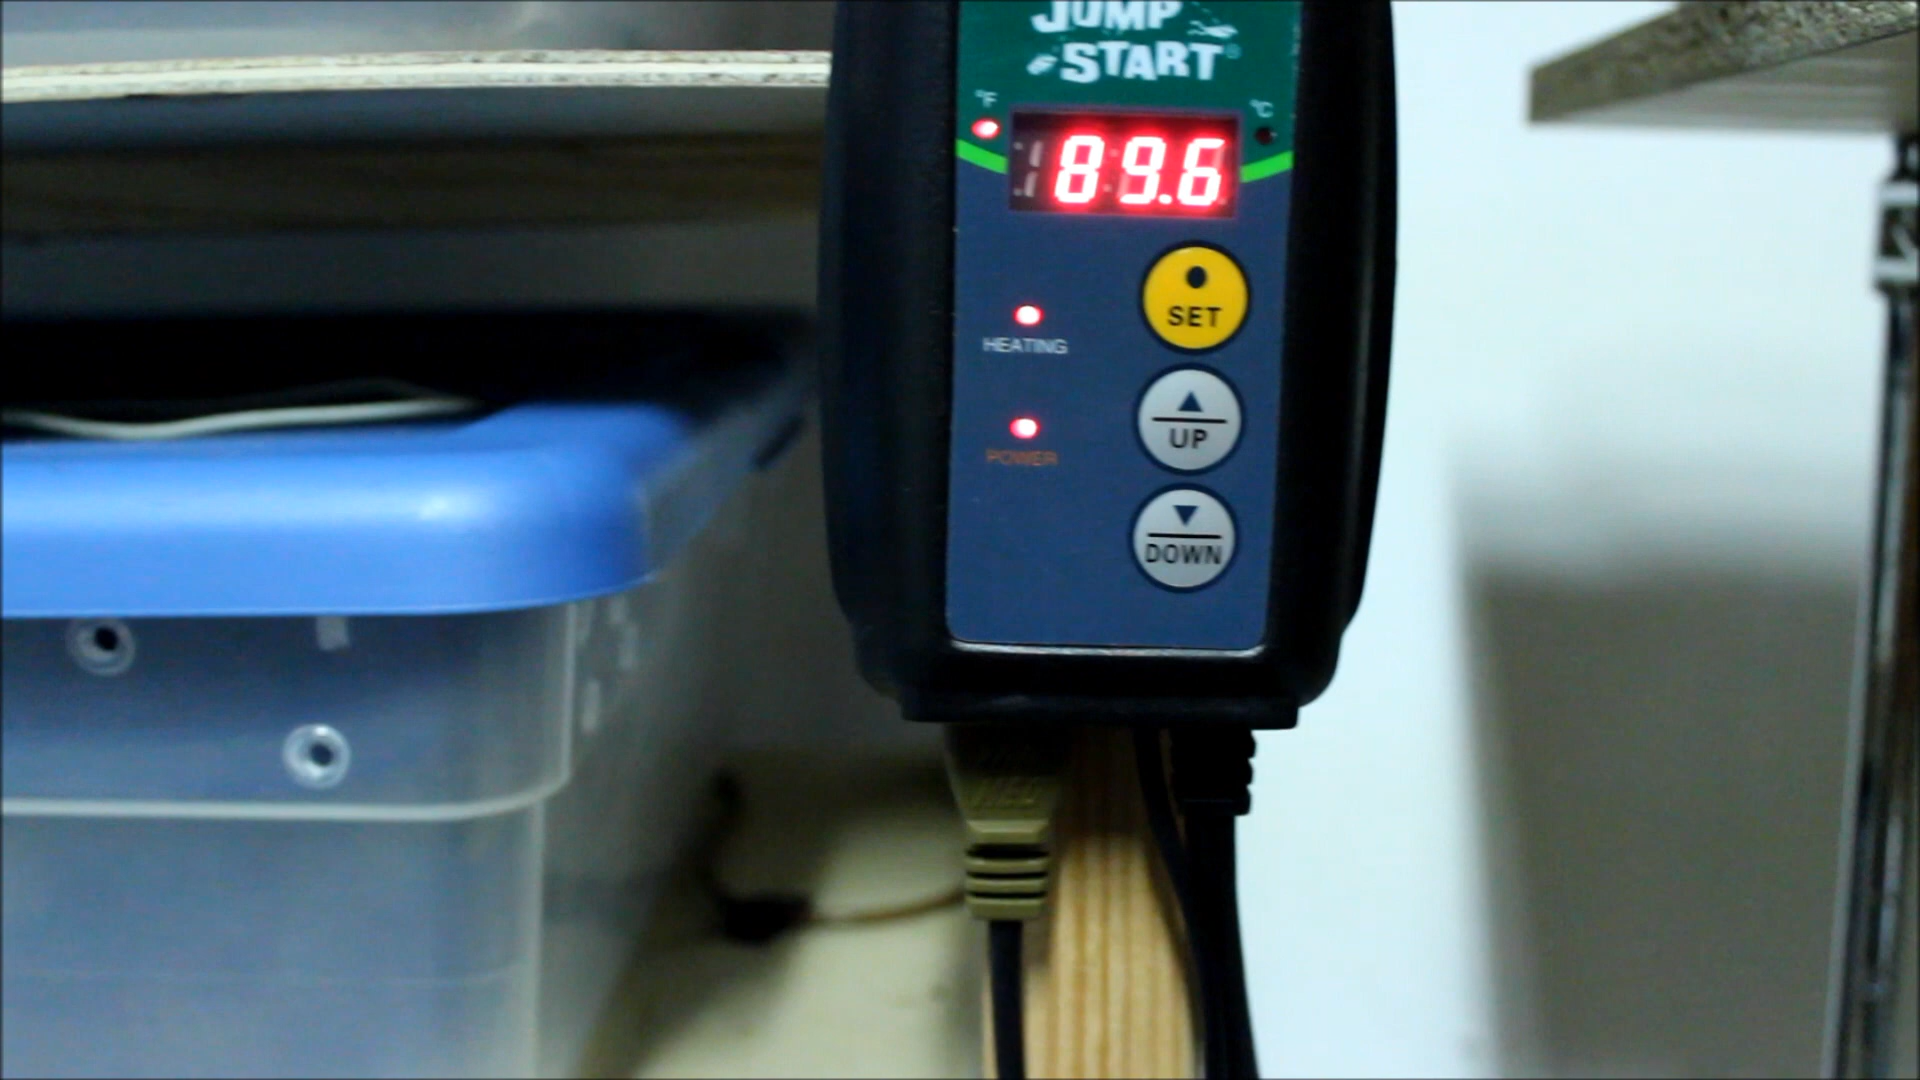 JUMP
START®
°F
°C
89.6
SET
HEATING
UP
POWER
DOWN